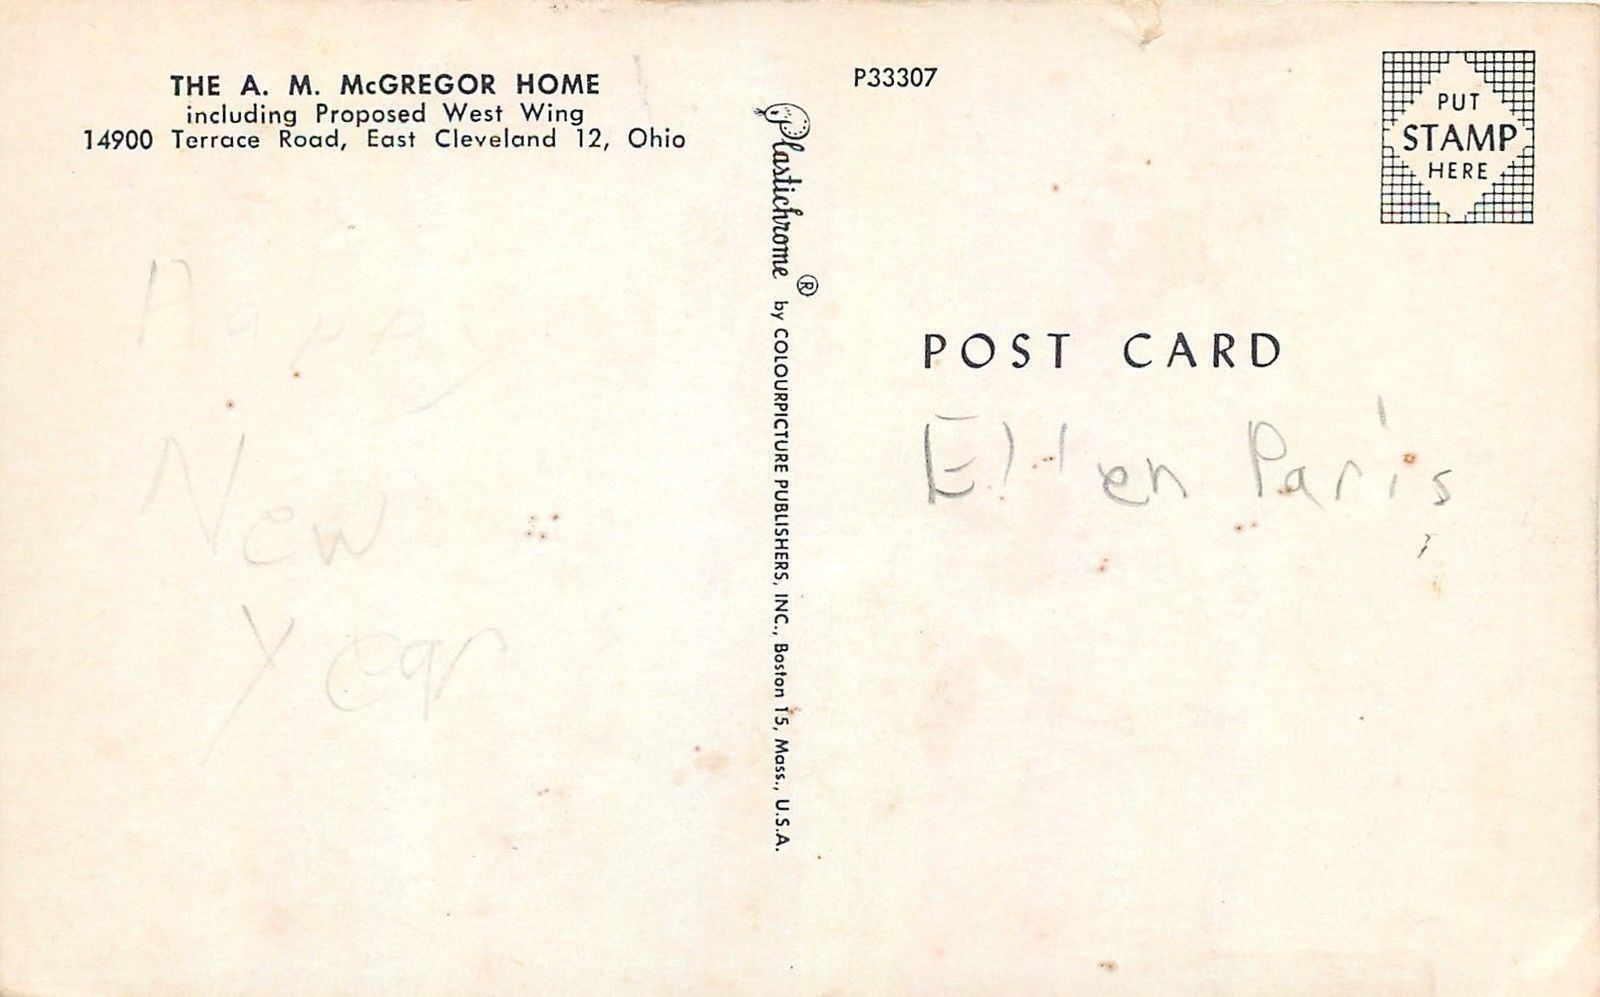 THE A. M. McGREGOR HOME
including Proposed West Wing
14900 Terrace Road, East Cleveland 12, Ohio
Happy
New
Year
Plastichrome ® by COLOURPICTURE PUBLISHERS, INC., Boston 15, Mass., U.S.A.
P33307
PUT
STAMP
HERE
POST CARD
Ellen Paris